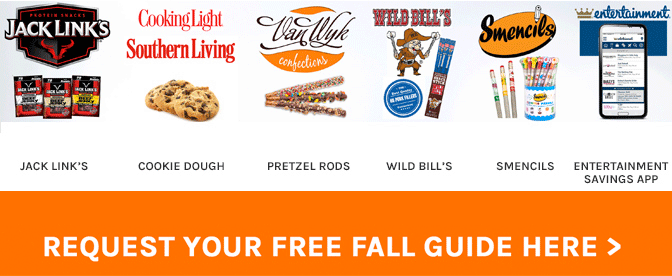 PROTEIN SNACKS
JACK LINK'S
Cooking Light
Southern Living
Van Wyk
confections
WILD BILL'S
Smencils
entertainment
JACK LINK'S
COOKIE DOUGH
PRETZEL RODS
WILD BILL'S
SMENCILS
ENTERTAINMENT
SAVINGS APP
REQUEST YOUR FREE FALL GUIDE HERE >